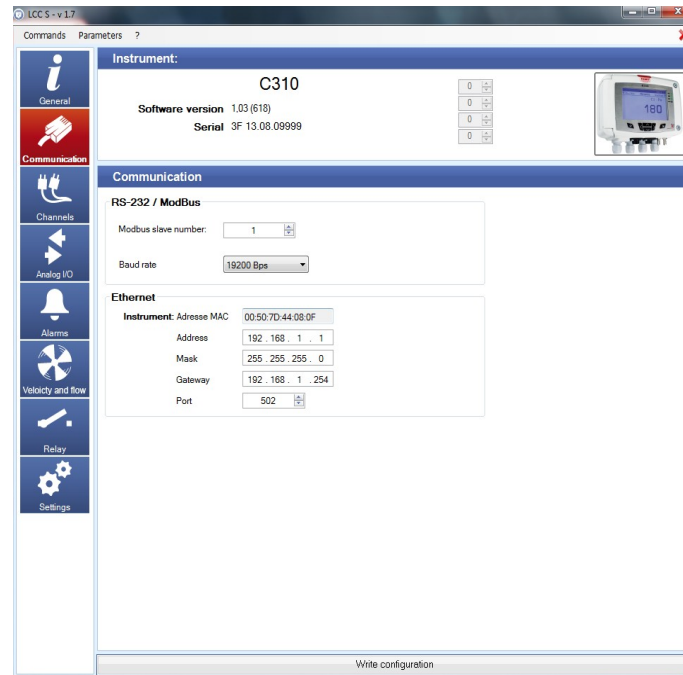 LCC S - v 1.7
Commands Parameters ?
Instrument:
C310
Software version 1,03 (618)
Serial 3F 13.08.09999
0
0
0
0
180
General
Communication
Channels
Analog I/O
Alarms
Veloicty and flow
Relay
Settings
Communication
RS-232 / ModBus
Modbus slave number: 1
Baud rate 19200 Bps
Ethernet
Instrument: Adresse MAC 00:50:7D:44:08:0F
Address 192 . 168 . 1 . 1
Mask 255 . 255 . 255 . 0
Gateway 192 . 168 . 1 . 254
Port 502
Write configuration